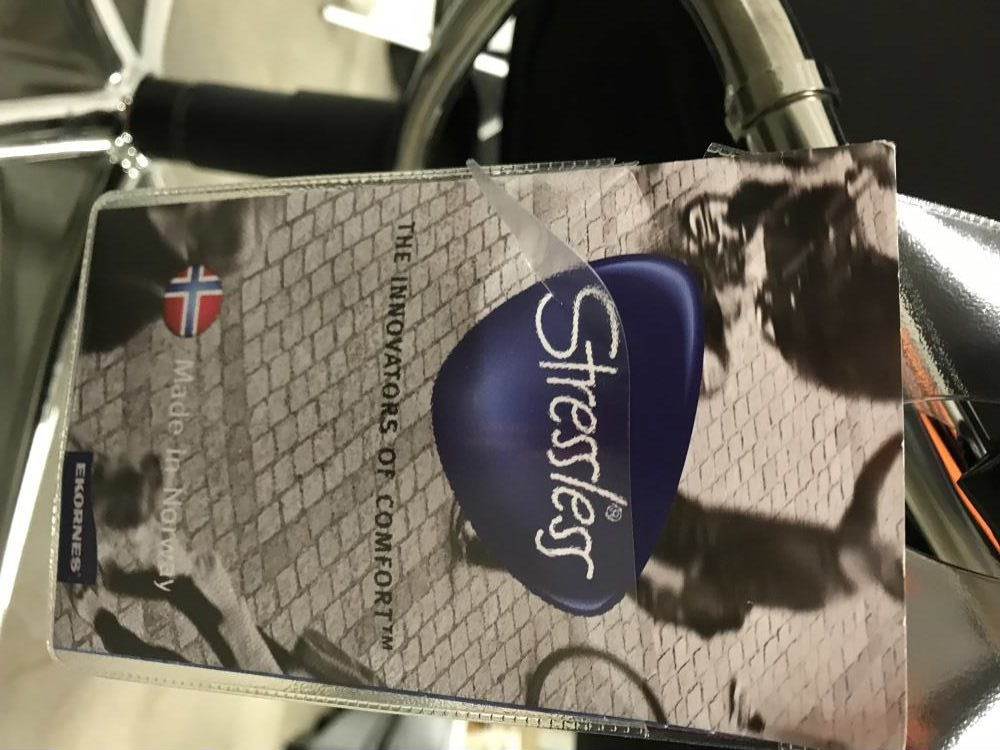 Stressless®
THE INNOVATORS OF COMFORT™
Made in Norway
EKORNES®